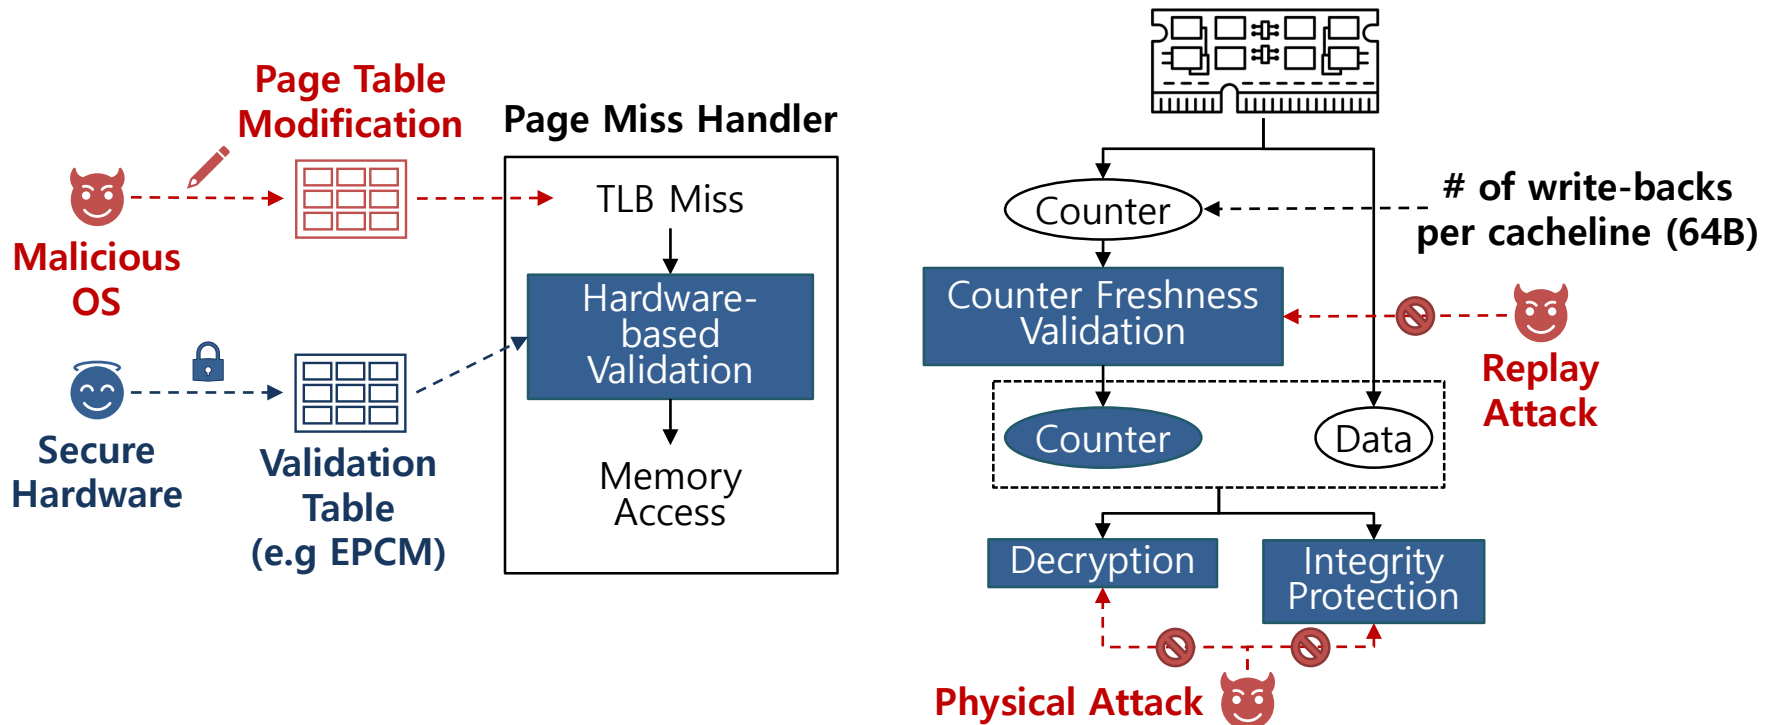 Page Table
Modification
Malicious
OS
Secure
Hardware
Validation
Table
(e.g EPCM)
Page Miss Handler
TLB Miss
Hardware-
based
Validation
Memory
Access
Counter
# of write-backs
per cacheline (64B)
Counter Freshness
Validation
Replay
Attack
Counter
Data
Decryption
Integrity
Protection
Physical Attack